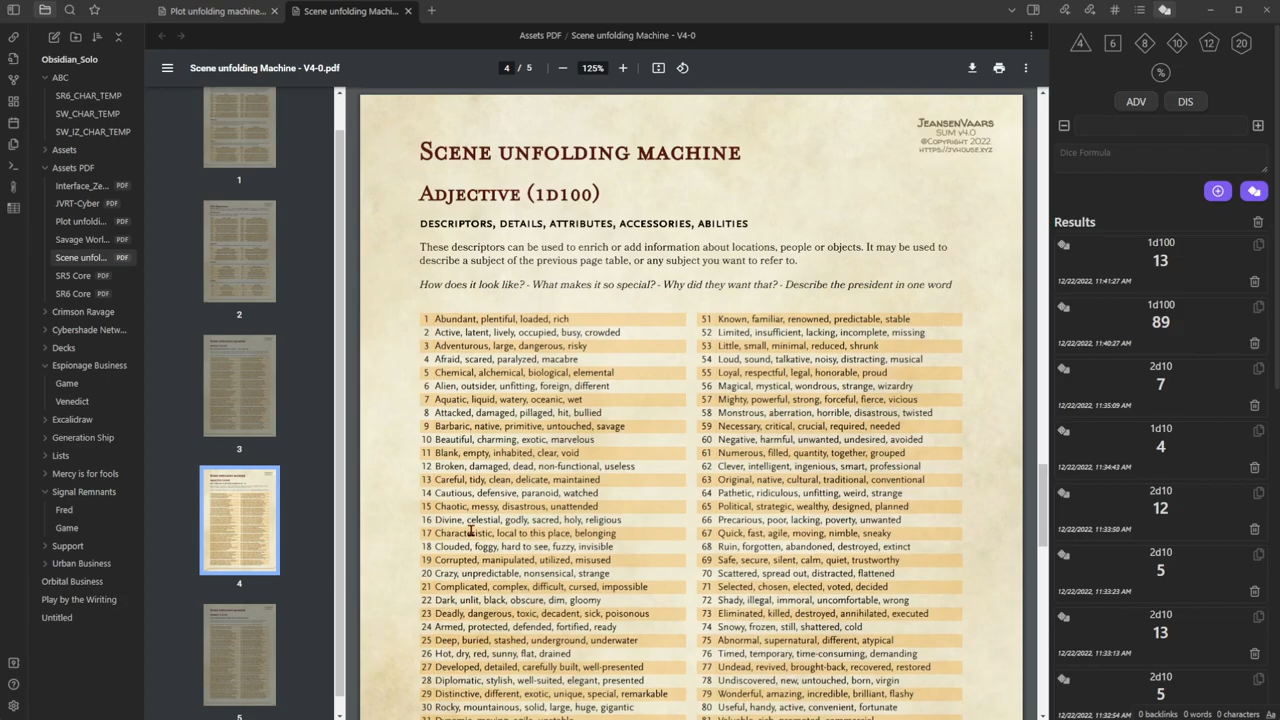 Plot unfolding machine...
Scene unfolding Machi...
Assets PDF / Scene unfolding Machine - V4-0
Obsidian_Solo
ABC
SR6_CHAR_TEMP
SW_CHAR_TEMP
SW_IZ_CHAR_TEMP
Assets
Assets PDF
Interface_Ze... PDF
JVRT-Cyber PDF
Plot unfoldi... PDF
Savage Worl... PDF
Scene unfol... PDF
SR5 Core PDF
SR6 Core PDF
Crimson Ravage
Cybershade Netw...
Decks
Espionage Business
Game
Venedict
Excalidraw
Generation Ship
Lists
Mercy is for fools
Signal Remnants
Fred
Game
Support
Urban Business
Orbital Business
Play by the Writing
Untitled
Scene unfolding Machine - V4-0.pdf
4 / 5
125%
1
2
3
4
5
JeansenVaars
SUM v4.0
@Copyright 2022
https://jvhouse.xyz
Scene unfolding machine
Adjective (1d100)
DESCRIPTORS, DETAILS, ATTRIBUTES, ACCESSORIES, ABILITIES
These descriptors can be used to enrich or add information about locations, people or objects. It may be used to
describe a subject of the previous page table, or any subject you want to refer to.
How does it look like? - What makes it so special? - Why did they want that? - Describe the president in one word
1 Abundant, plentiful, loaded, rich
2 Active, latent, lively, occupied, busy, crowded
3 Adventurous, large, dangerous, risky
4 Afraid, scared, paralyzed, macabre
5 Chemical, alchemical, biological, elemental
6 Alien, outsider, unfitting, foreign, different
7 Aquatic, liquid, watery, oceanic, wet
8 Attacked, damaged, pillaged, hit, bullied
9 Barbaric, native, primitive, untouched, savage
10 Beautiful, charming, exotic, marvelous
11 Blank, empty, inhabited, clear, void
12 Broken, damaged, dead, non-functional, useless
13 Careful, tidy, clean, delicate, maintained
14 Cautious, defensive, paranoid, watched
15 Chaotic, messy, disastrous, unattended
16 Divine, celestial, godly, sacred, holy, religious
17 Characteristic, local to this place, belonging
18 Clouded, foggy, hard to see, fuzzy, invisible
19 Corrupted, manipulated, utilized, misused
20 Crazy, unpredictable, nonsensical, strange
21 Complicated, complex, difficult, cursed, impossible
22 Dark, unlit, black, obscure, dim, gloomy
23 Deadly, dangerous, toxic, decadent, sick, poisonous
24 Armed, protected, defended, fortified, ready
25 Deep, buried, stashed, underground, underwater
26 Hot, dry, red, sunny, flat, drained
27 Developed, detailed, carefully built, well-presented
28 Diplomatic, stylish, well-suited, elegant, presented
29 Distinctive, different, exotic, unique, special, remarkable
30 Rocky, mountainous, solid, large, huge, gigantic
51 Known, familiar, renowned, predictable, stable
52 Limited, insufficient, lacking, incomplete, missing
53 Little, small, minimal, reduced, shrunk
54 Loud, sound, talkative, noisy, distracting, musical
55 Loyal, respectful, legal, honorable, proud
56 Magical, mystical, wondrous, strange, wizardry
57 Mighty, powerful, strong, forceful, fierce, vicious
58 Monstrous, aberration, horrible, disastrous, twisted
59 Necessary, critical, crucial, required, needed
60 Negative, harmful, unwanted, undesired, avoided
61 Numerous, filled, quantity, together, grouped
62 Clever, intelligent, ingenious, smart, professional
63 Original, native, cultural, traditional, conventional
64 Pathetic, ridiculous, unfitting, weird, strange
65 Political, strategic, wealthy, designed, planned
66 Precarious, poor, lacking, poverty, unwanted
67 Quick, fast, agile, moving, nimble, sneaky
68 Ruin, forgotten, abandoned, destroyed, extinct
69 Safe, secure, silent, calm, quiet, trustworthy
70 Scattered, spread out, distracted, flattened
71 Selected, chosen, elected, voted, decided
72 Shady, illegal, immoral, uncomfortable, wrong
73 Eliminated, killed, destroyed, annihilated, executed
74 Snowy, frozen, still, shattered, cold
75 Abnormal, supernatural, different, atypical
76 Timed, temporary, time-consuming, demanding
77 Undead, revived, brought-back, recovered, restored
78 Undiscovered, new, untouched, born, virgin
79 Wonderful, amazing, incredible, brilliant, flashy
80 Useful, handy, active, convenient, fortunate
4 6 8 10 12 20
%
ADV DIS
Dice Formula
Results
1d100
13
12/22/2022, 11:41:27 AM
1d100
89
12/22/2022, 11:40:27 AM
2d10
7
12/22/2022, 11:35:09 AM
1d10
4
12/22/2022, 11:34:43 AM
2d10
12
12/22/2022, 11:33:50 AM
2d10
5
12/22/2022, 11:33:23 AM
2d10
13
12/22/2022, 11:33:13 AM
2d10
5
12/22/2022, 11:32:54 AM
0 backlinks 0 words 0 characters Aa